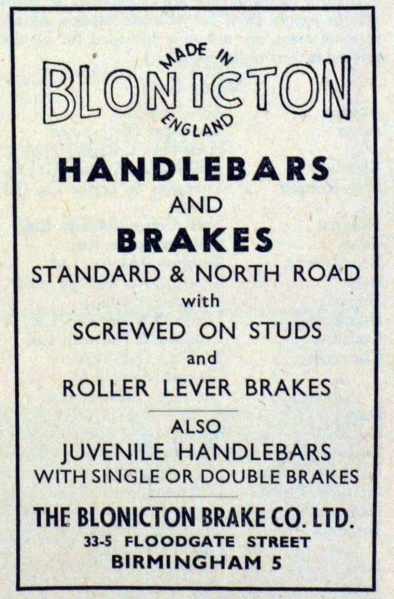 MADE IN
BLONICTON
ENGLAND
HANDLEBARS
AND
BRAKES
STANDARD & NORTH ROAD
with
SCREWED ON STUDS
and
ROLLER LEVER BRAKES
ALSO
JUVENILE HANDLEBARS
WITH SINGLE OR DOUBLE BRAKES
THE BLONICTON BRAKE CO. LTD.
33-5 FLOODGATE STREET
BIRMINGHAM 5